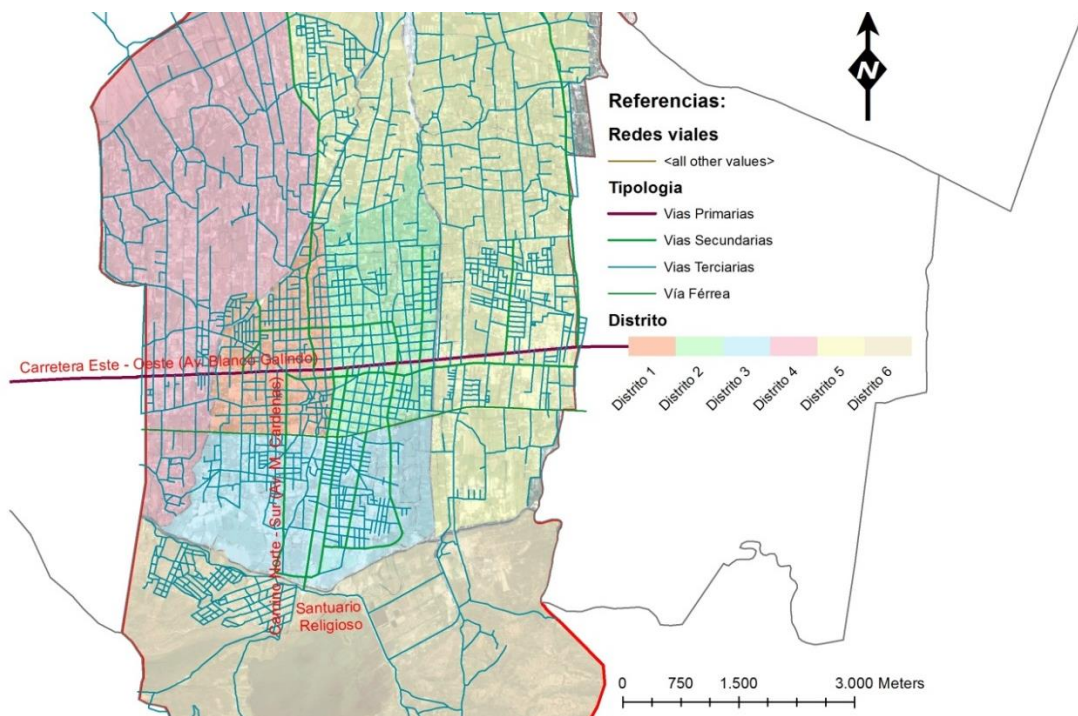 N
Referencias:
Redes viales
<all other values>
Tipologia
Vias Primarias
Vias Secundarias
Vias Terciarias
Vía Férrea
Distrito
Distrito 1
Distrito 2
Distrito 3
Distrito 4
Distrito 5
Distrito 6
Carretera Este - Oeste (Av. Blanco Galindo)
Camino Norte - Sur (Av. M. Cardenas)
Santuario
Religioso
0 750 1.500 3.000 Meters